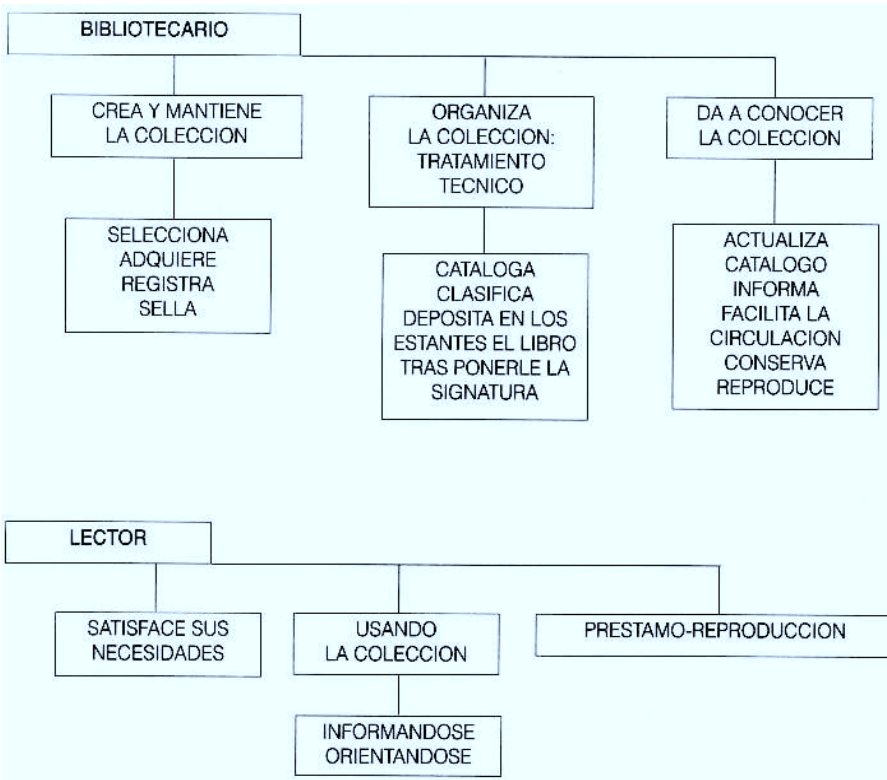 BIBLIOTECARIO
CREA Y MANTIENE
LA COLECCION
ORGANIZA
LA COLECCION:
TRATAMIENTO
TECNICO
DA A CONOCER
LA COLECCION
SELECCIONA
ADQUIERE
REGISTRA
SELLA
CATALOGA
CLASIFICA
DEPOSITA EN LOS
ESTANTES EL LIBRO
TRAS PONERLE LA
SIGNATURA
ACTUALIZA
CATALOGO
INFORMA
FACILITA LA
CIRCULACION
CONSERVA
REPRODUCE
LECTOR
SATISFACE SUS
NECESIDADES
USANDO
LA COLECCION
PRESTAMO-REPRODUCCION
INFORMANDOSE
ORIENTANDOSE